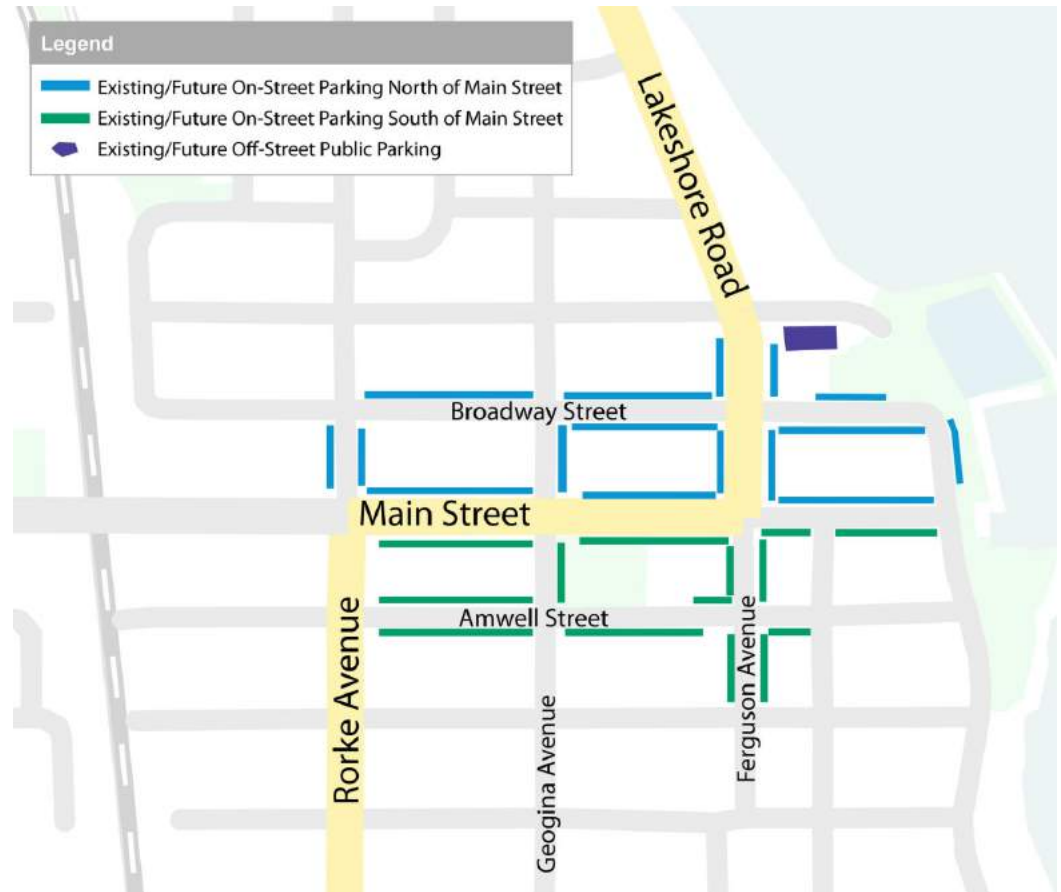 Legend
Existing/Future On-Street Parking North of Main Street
Existing/Future On-Street Parking South of Main Street
Existing/Future Off-Street Public Parking
Lakeshore Road
Broadway Street
Main Street
Amwell Street
Rorke Avenue
Geogina Avenue
Ferguson Avenue